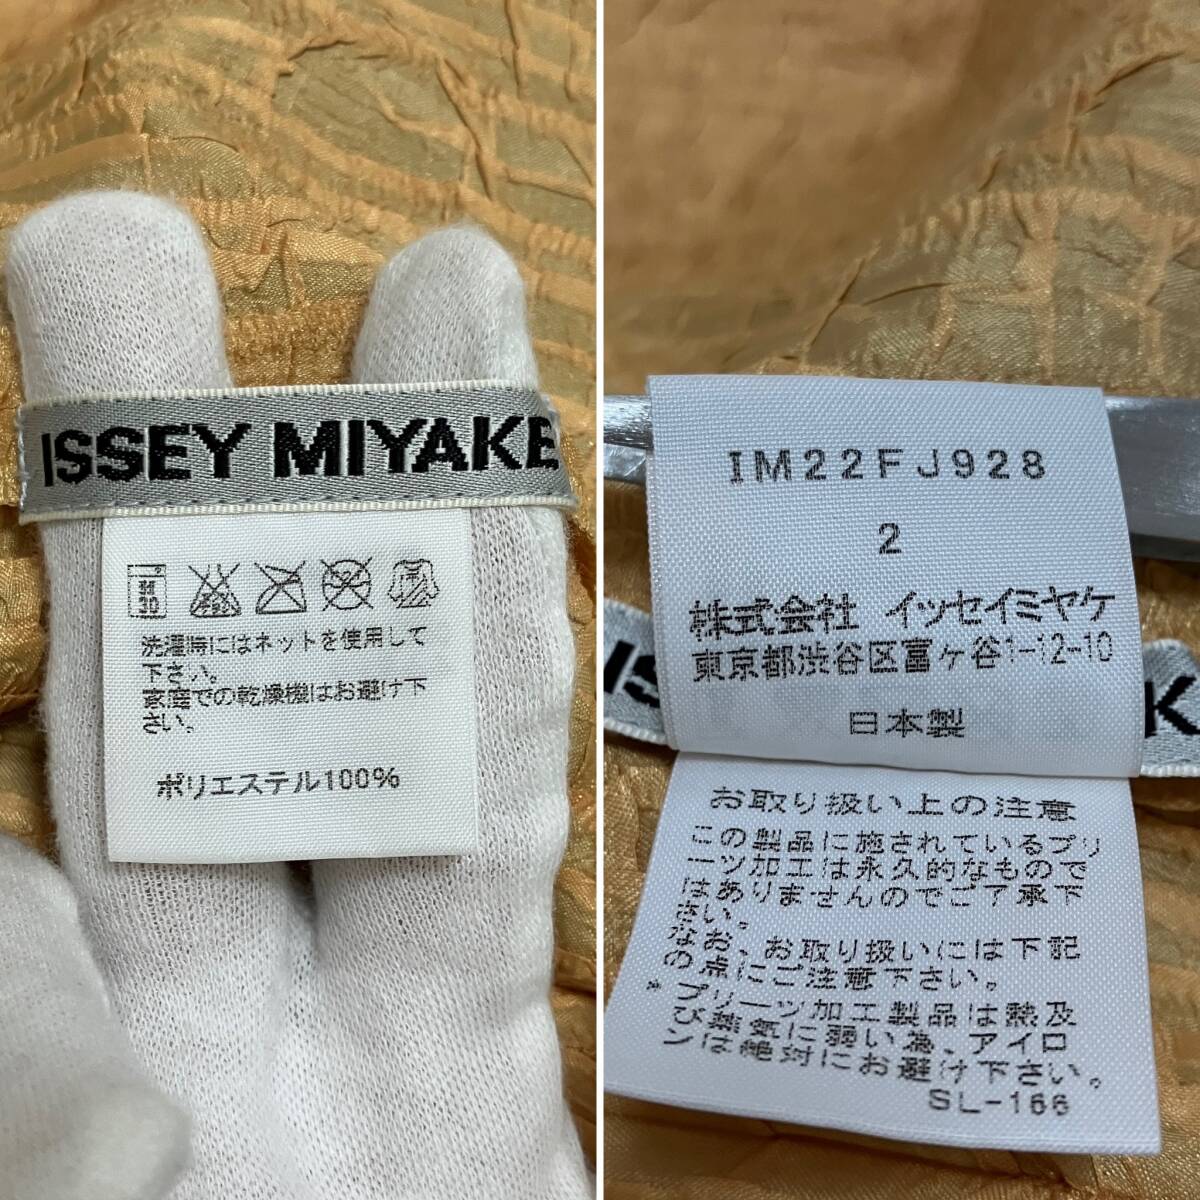 ISSEY MIYAKE
洗濯時にはネットを使用して
下さい。
家庭での乾燥機はお避け下
さい。
ポリエステル100%
IM22FJ928
2
株式会社 イッセイミヤケ
東京都渋谷区富ヶ谷1-12-10
日本製
お取り扱い上の注意
この製品に施されているプリ
ーツ加工は永久的なもので
はありませんのでご了承下
さい。
なお、お取り扱いには下記
の点にご注意下さい。
*プリーツ加工製品は熱及
び蒸気に弱い為、アイロ
ンは絶対にお避け下さい。
SL-166